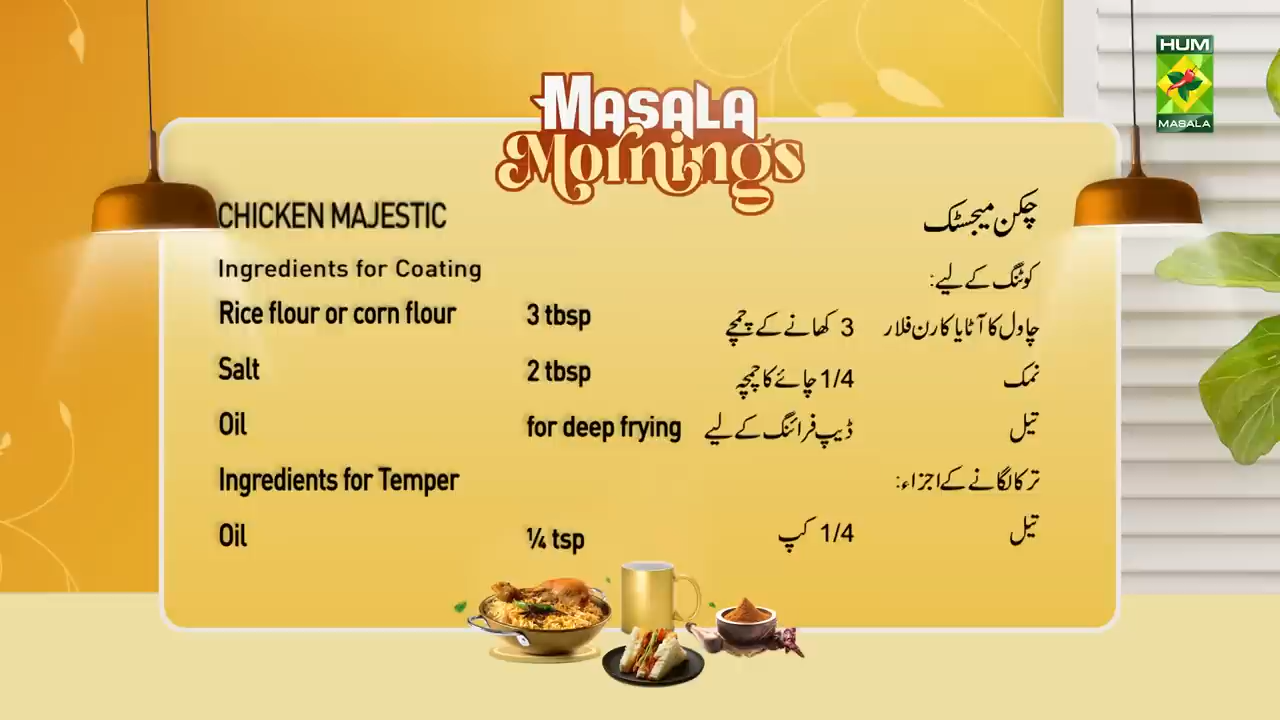 HUM
MASALA
MASALA
Mornings
CHICKEN MAJESTIC چکن میجسٹک
Ingredients for Coating کوٹنگ کے لیے:
Rice flour or corn flour 3 tbsp 3 کھانے کے چمچے چاول کا آٹا یا کارن فلار
Salt 2 tbsp 1/4 چائے کا چمچہ نمک
Oil for deep frying ڈیپ فرائنگ کے لیے تیل
Ingredients for Temper تڑکا لگانے کے اجزاء:
Oil ¼ tsp 1/4 کپ تیل